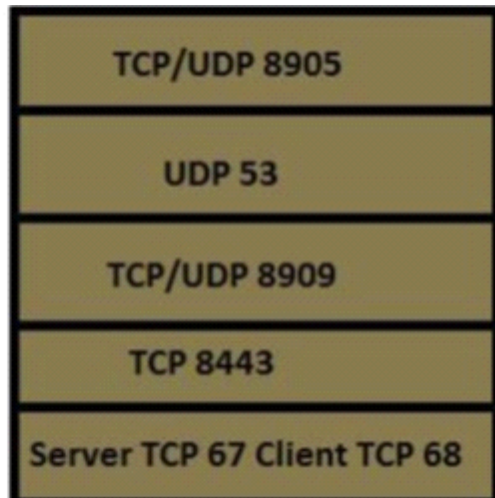 TCP/UDP 8905
UDP 53
TCP/UDP 8909
TCP 8443
Server TCP 67 Client TCP 68